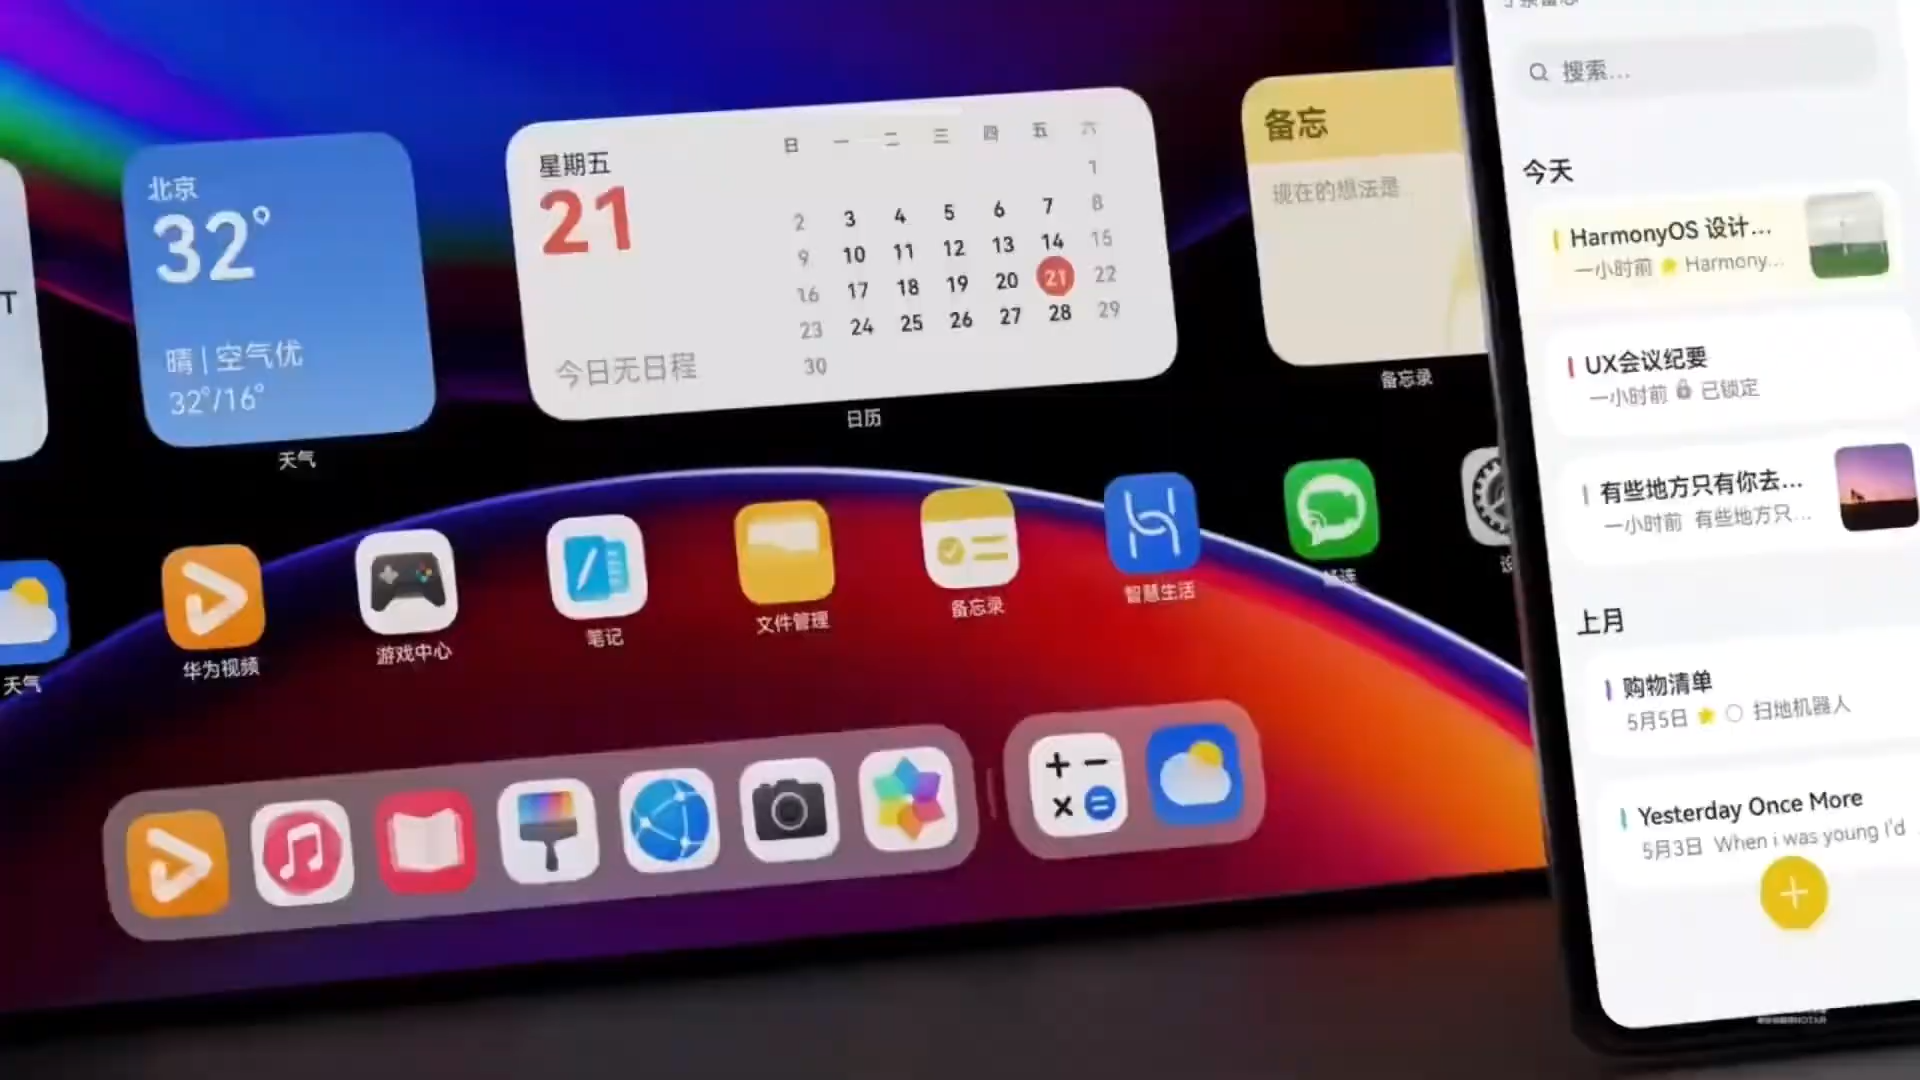 T
北京
32°
晴 | 空气优
32°/16°
天气
星期五
21
今日无日程
日 一 二 三 四 五 六
1
2 3 4 5 6 7 8
9 10 11 12 13 14 15
16 17 18 19 20 21 22
23 24 25 26 27 28 29
30
日历
备忘
现在的想法是
备忘录
天气
华为视频
游戏中心
笔记
文件管理
备忘录
智慧生活
畅连
搜索...
今天
HarmonyOS 设计...
一小时前 Harmony...
UX会议纪要
一小时前 已锁定
有些地方只有你去...
一小时前 有些地方只...
上月
购物清单
5月5日 扫地机器人
Yesterday Once More
5月3日 When i was young I'd